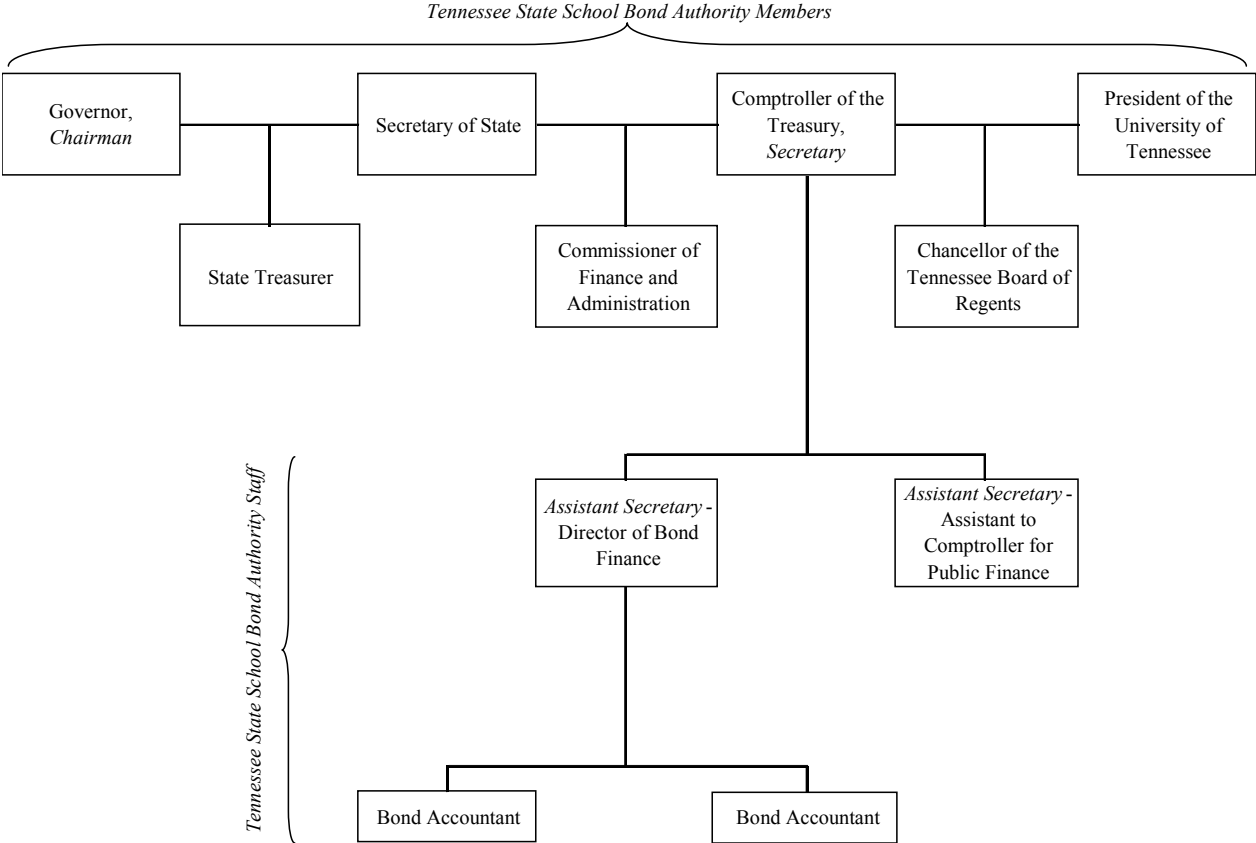 Tennessee State School Bond Authority Members
Governor,
Chairman
Secretary of State
Comptroller of the
Treasury,
Secretary
President of the
University of
Tennessee
State Treasurer
Commissioner of
Finance and
Administration
Chancellor of the
Tennessee Board of
Regents
Tennessee State School Bond Authority Staff
Assistant Secretary -
Director of Bond
Finance
Assistant Secretary -
Assistant to
Comptroller for
Public Finance
Bond Accountant
Bond Accountant